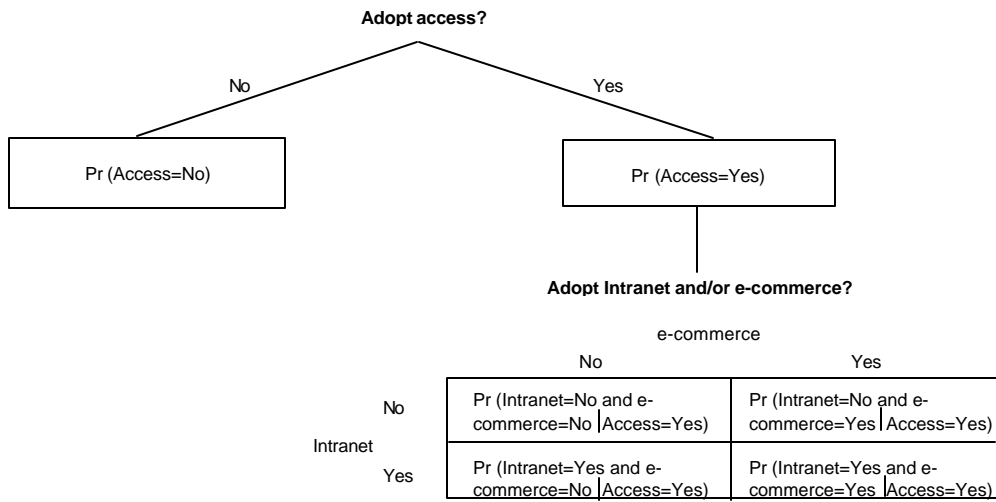 Adopt access?
No
Yes
Pr (Access=No)
Pr (Access=Yes)
Adopt Intranet and/or e-commerce?
e-commerce
No
Yes
No
Pr (Intranet=No and e-
commerce=No | Access=Yes)
Pr (Intranet=No and e-
commerce=Yes | Access=Yes)
Intranet
Yes
Pr (Intranet=Yes and e-
commerce=No | Access=Yes)
Pr (Intranet=Yes and e-
commerce=Yes | Access=Yes)